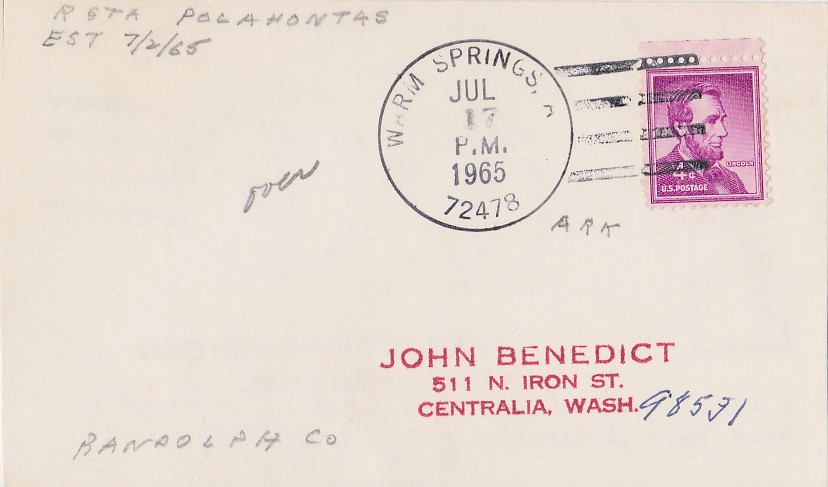 R STA POCAHONTAS
EST 7/2/65
WARM SPRINGS, A
JUL
17
P.M.
1965
72478
LINCOLN
4¢
U.S. POSTAGE
over
ARK
JOHN BENEDICT
511 N. IRON ST.
CENTRALIA, WASH. 98531
RANDOLPH CO